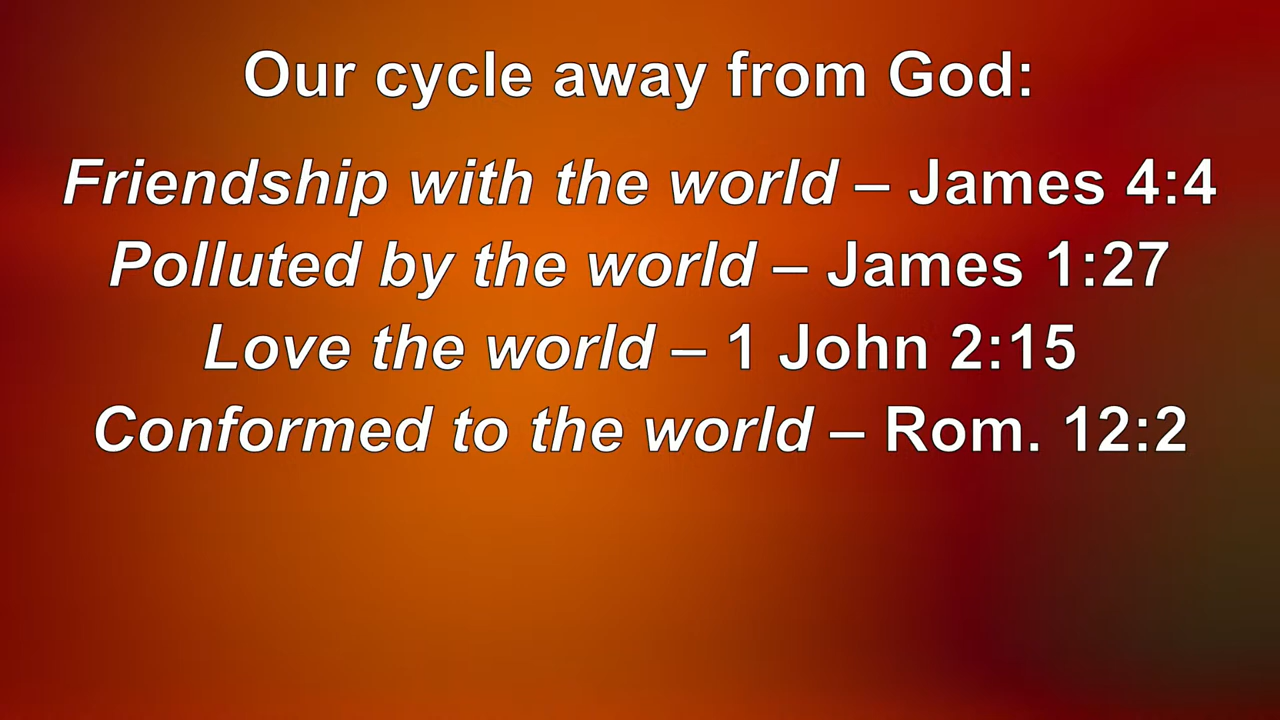 Our cycle away from God:
Friendship with the world – James 4:4
Polluted by the world – James 1:27
Love the world – 1 John 2:15
Conformed to the world – Rom. 12:2